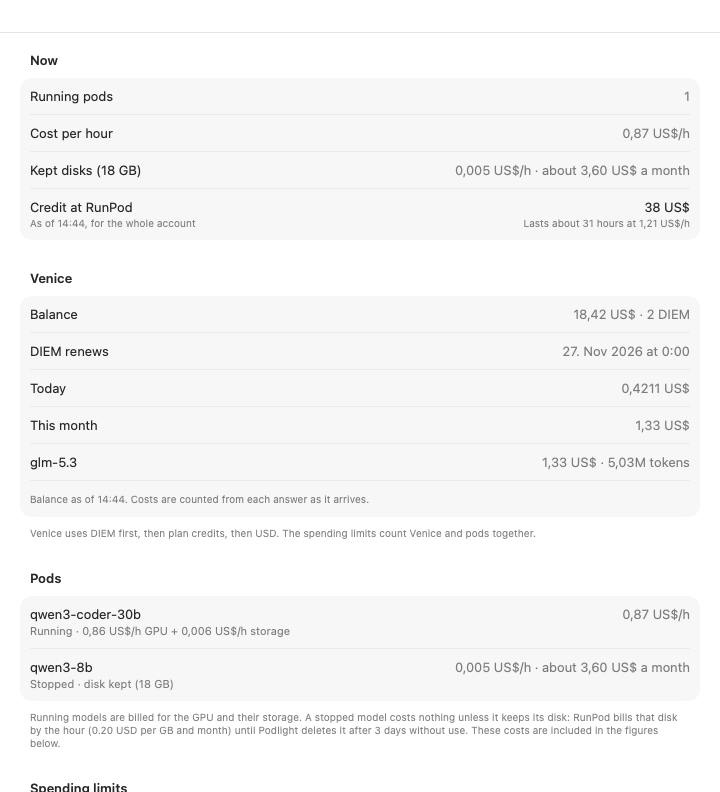 Now
Running pods 1
Cost per hour 0,87 US$/h
Kept disks (18 GB) 0,005 US$/h · about 3,60 US$ a month
Credit at RunPod 38 US$
As of 14:44, for the whole account Lasts about 31 hours at 1,21 US$/h
Venice
Balance 18,42 US$ · 2 DIEM
DIEM renews 27. Nov 2026 at 0:00
Today 0,4211 US$
This month 1,33 US$
glm-5.3 1,33 US$ · 5,03M tokens
Balance as of 14:44. Costs are counted from each answer as it arrives.
Venice uses DIEM first, then plan credits, then USD. The spending limits count Venice and pods together.
Pods
qwen3-coder-30b 0,87 US$/h
Running · 0,86 US$/h GPU + 0,006 US$/h storage
qwen3-8b 0,005 US$/h · about 3,60 US$ a month
Stopped · disk kept (18 GB)
Running models are billed for the GPU and their storage. A stopped model costs nothing unless it keeps its disk: RunPod bills that disk
by the hour (0.20 USD per GB and month) until Podlight deletes it after 3 days without use. These costs are included in the figures
below.
Spending limits